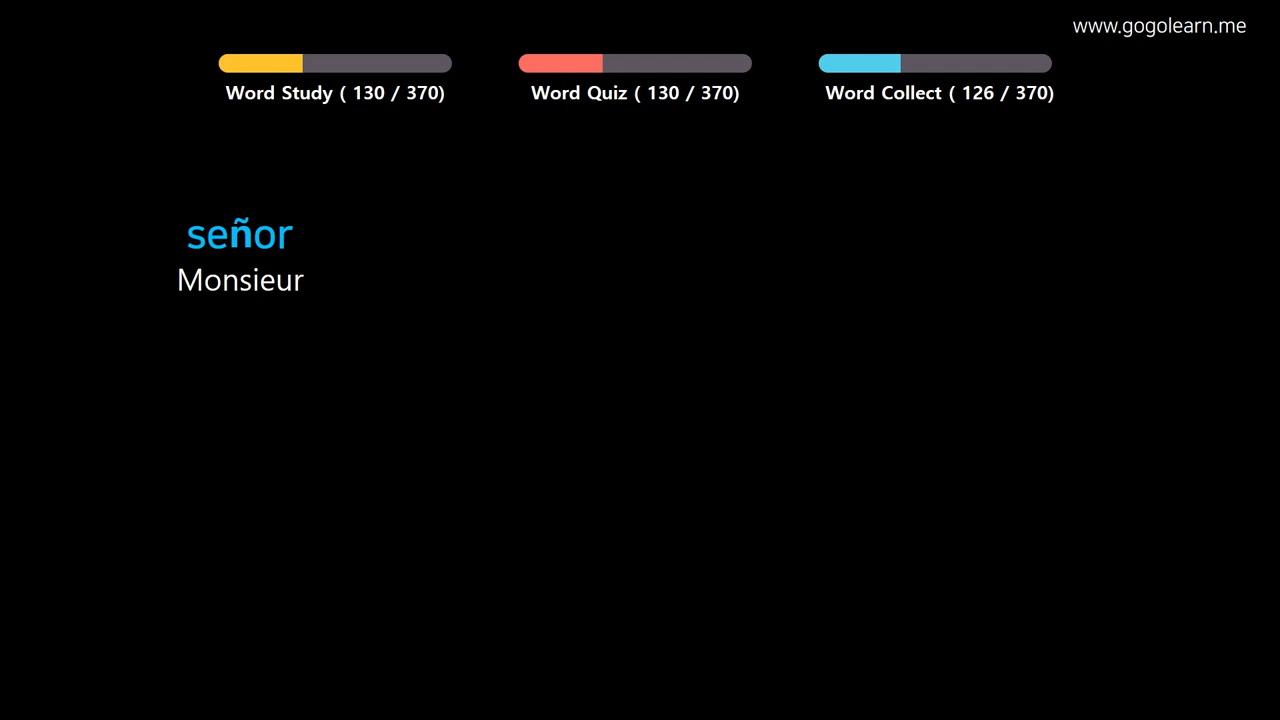 www.gogolearn.me
Word Study ( 130 / 370)
Word Quiz ( 130 / 370)
Word Collect ( 126 / 370)
señor
Monsieur